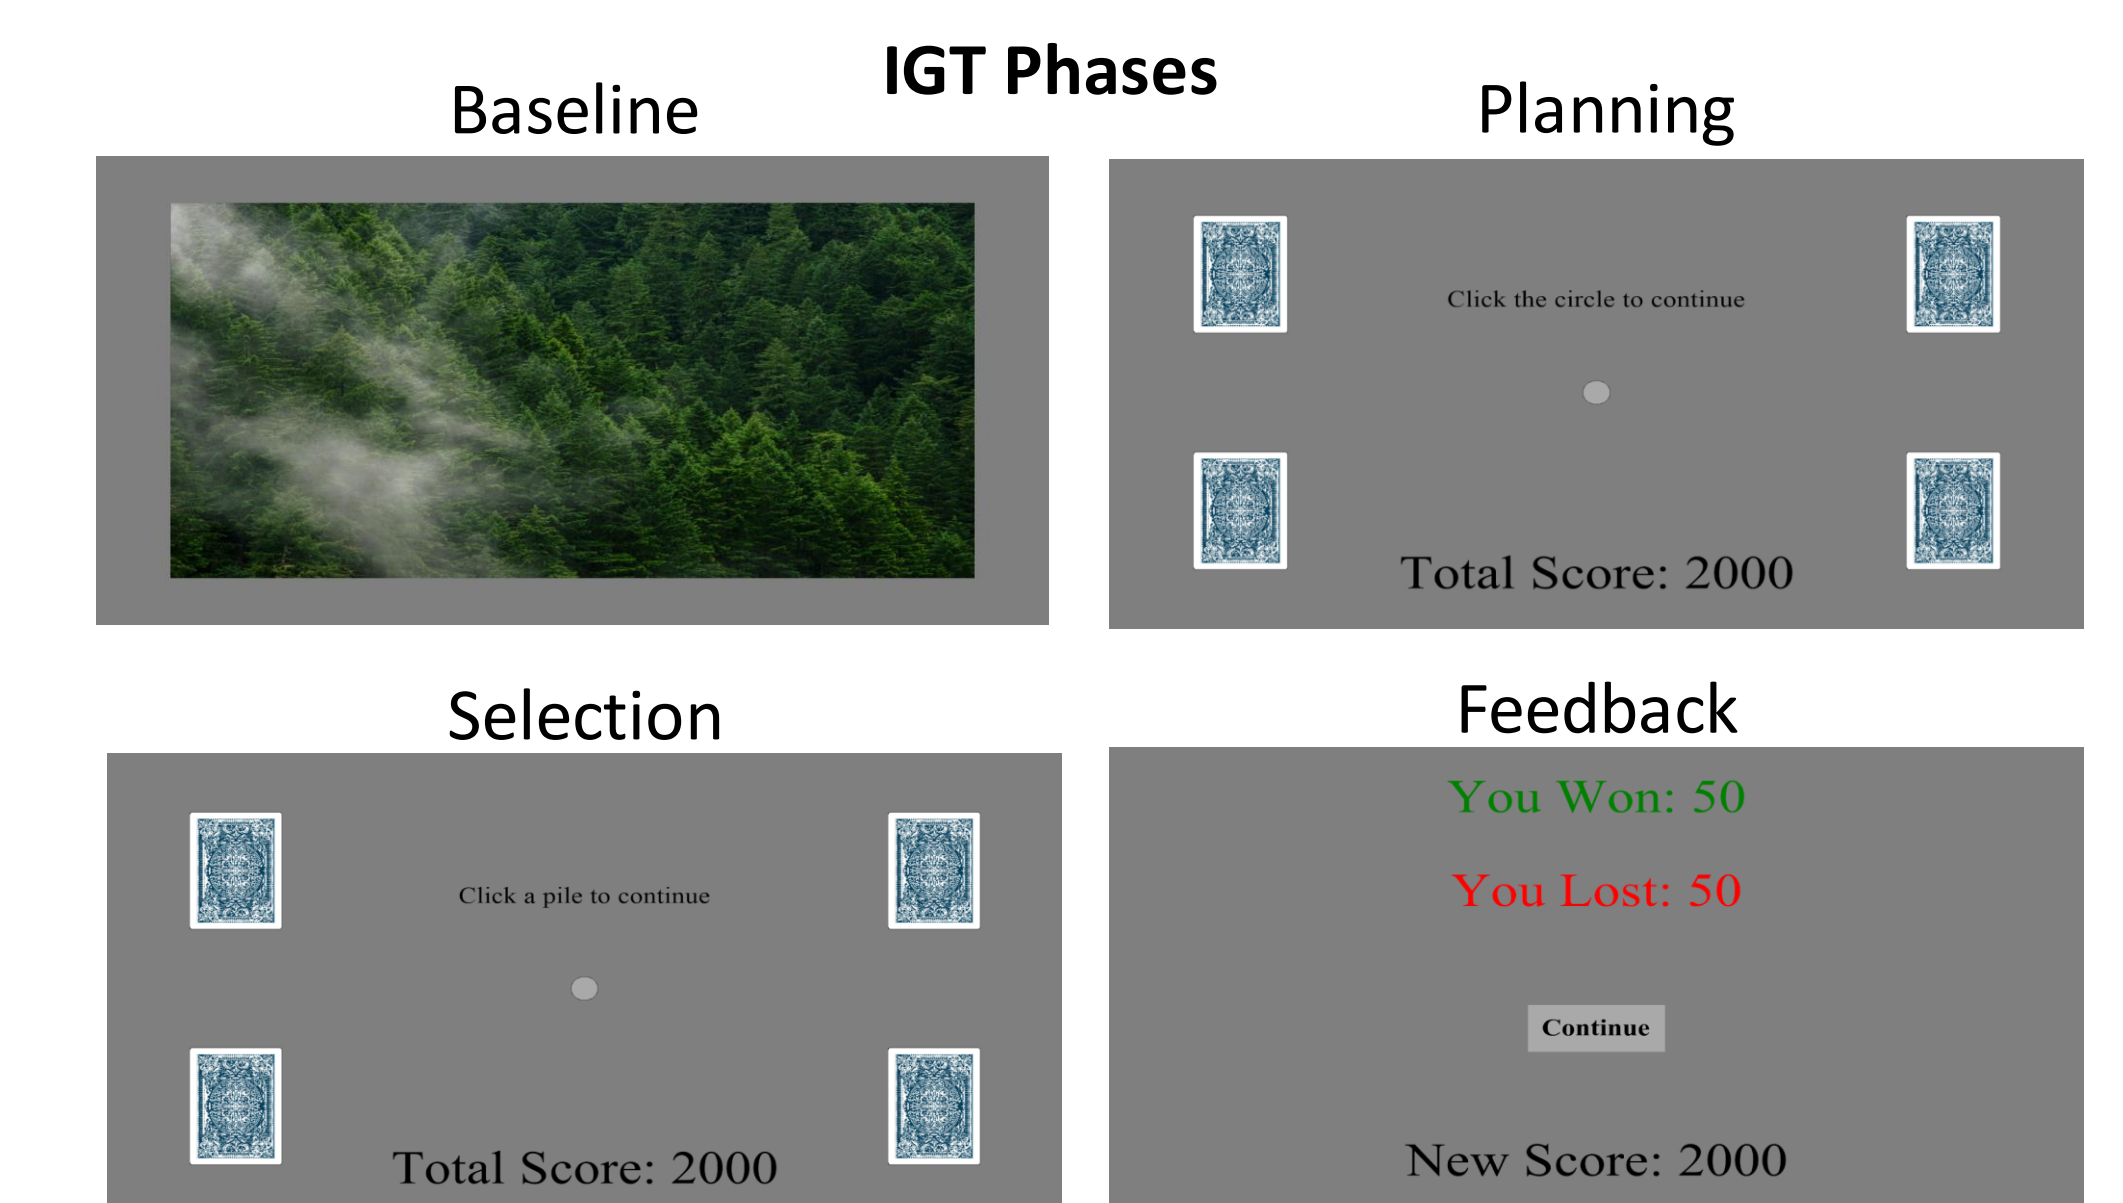 IGT Phases
Baseline
Planning
Click the circle to continue
Total Score: 2000
Selection
Feedback
Click a pile to continue
Total Score: 2000
You Won: 50
You Lost: 50
Continue
New Score: 2000